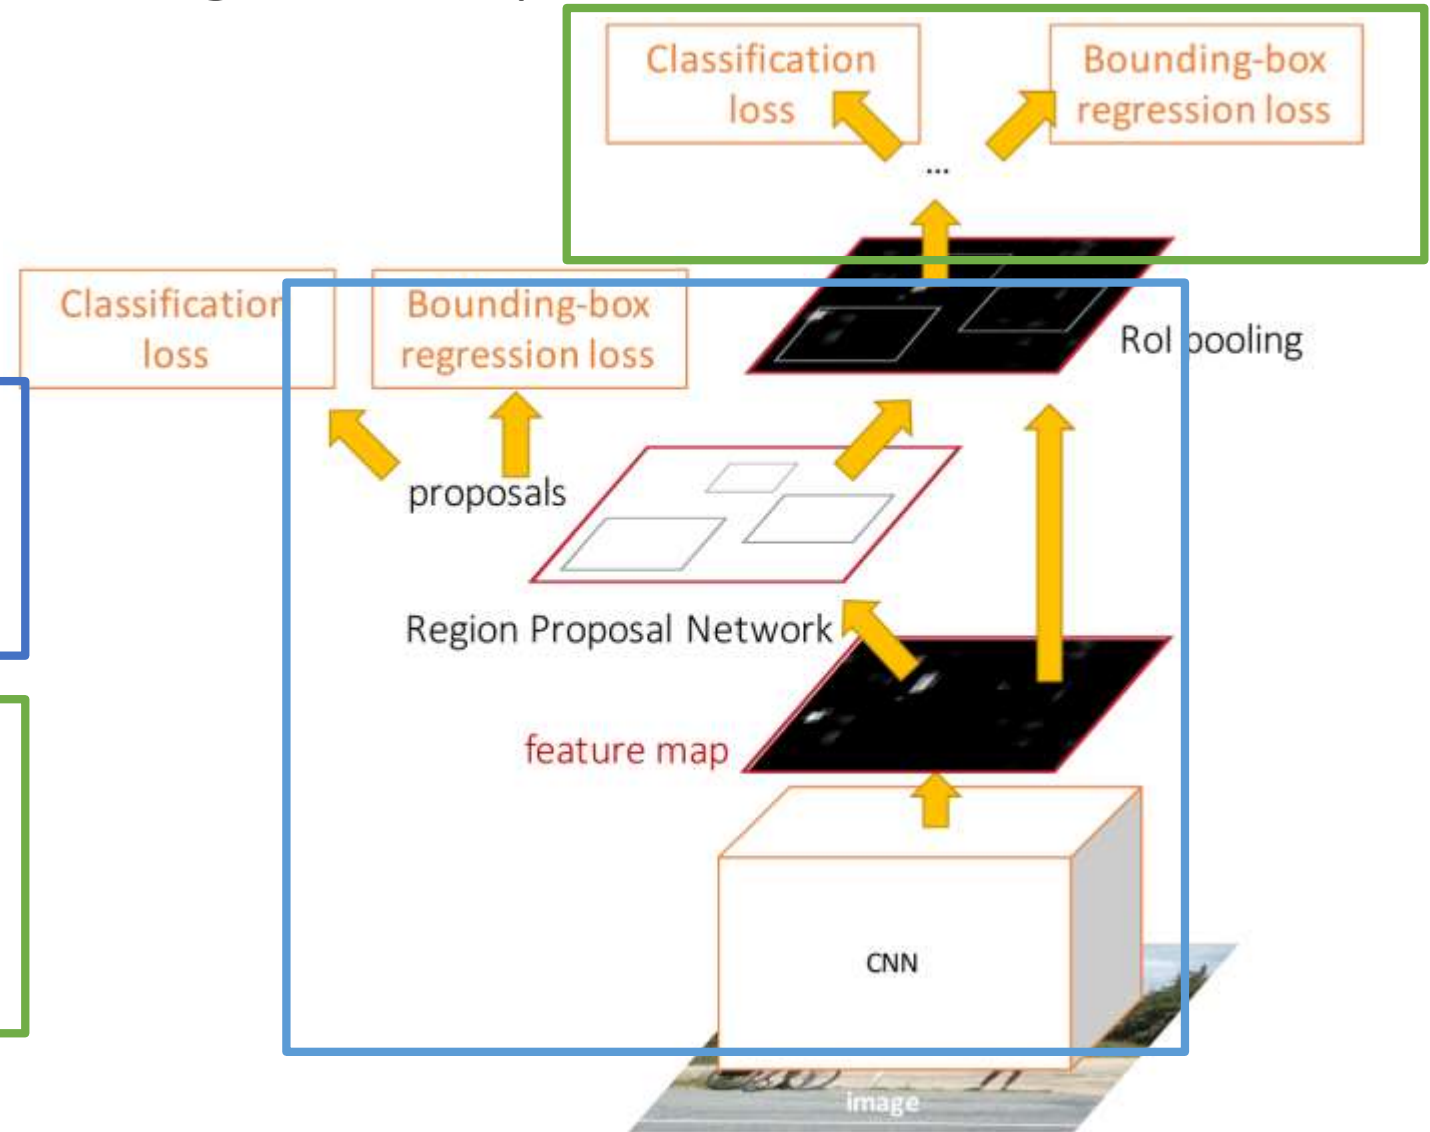 Classification
loss
Bounding-box
regression loss
...
Classification
loss
Bounding-box
regression loss
RoI pooling
proposals
Region Proposal Network
feature map
CNN
image